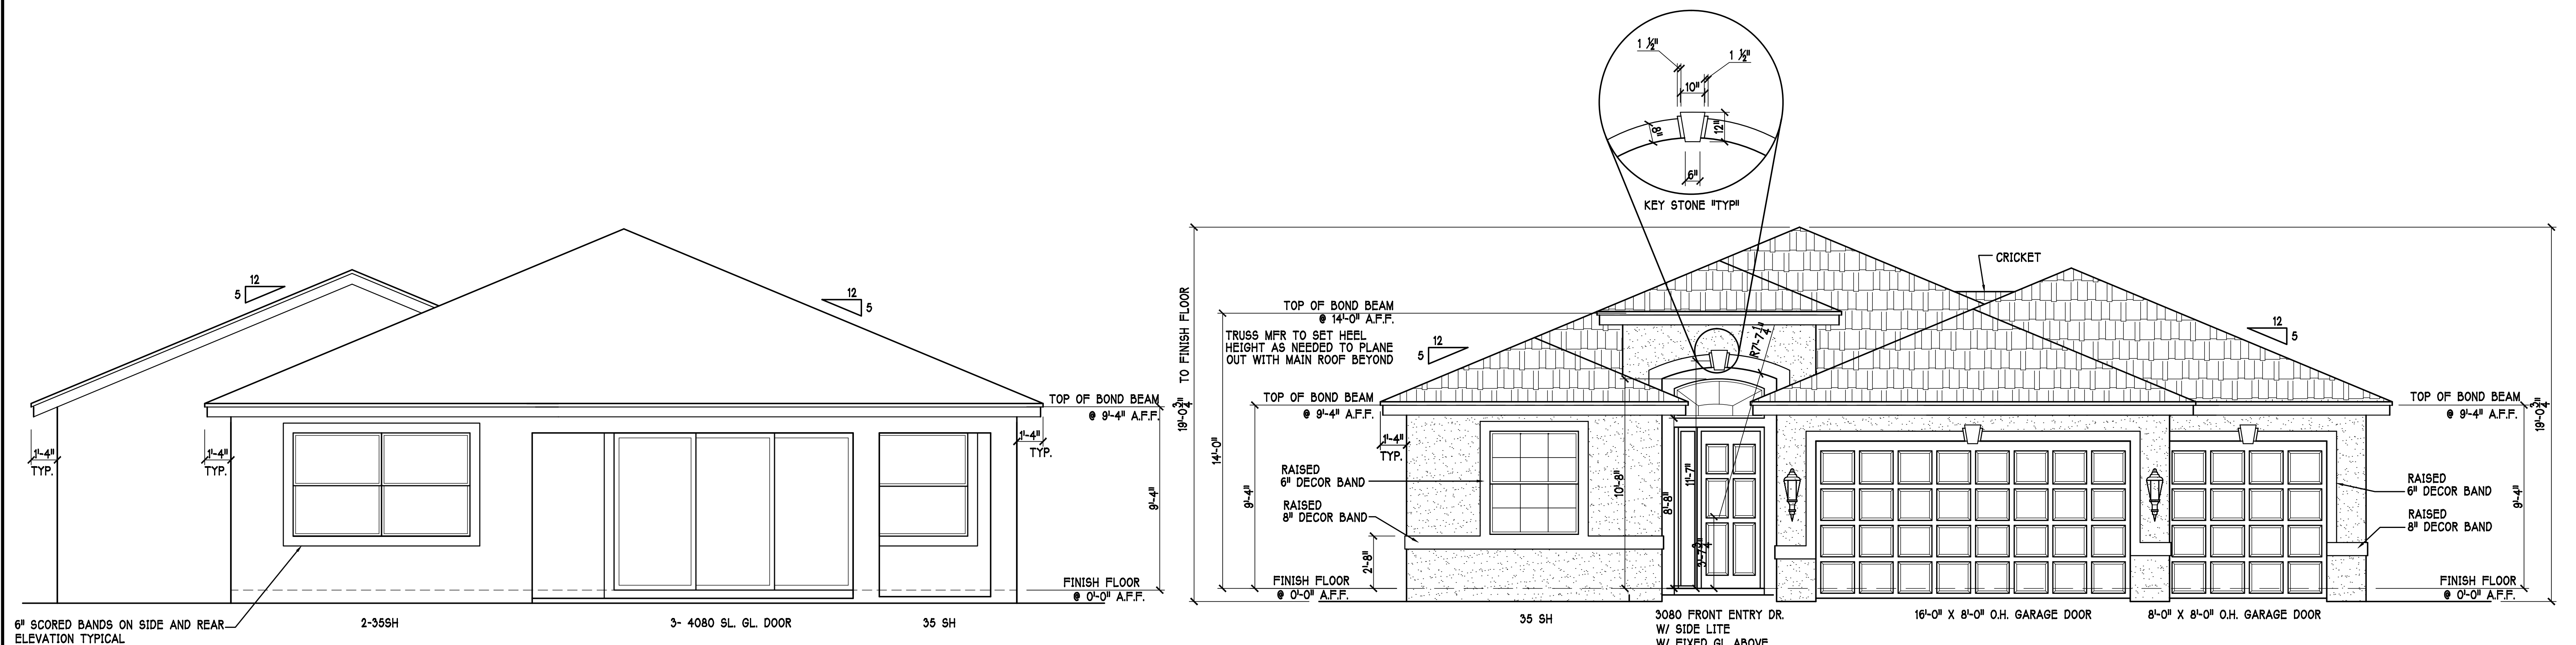 12
5
12
5
1'-4"
TYP.
1'-4"
TYP.
1'-4"
TYP.
TOP OF BOND BEAM
@ 9'-4" A.F.F.
9'-4"
FINISH FLOOR
@ 0'-0" A.F.F.
6" SCORED BANDS ON SIDE AND REAR
ELEVATION TYPICAL
2-35SH
3- 4080 SL. GL. DOOR
35 SH
1 ½"
1 ½"
10"
8"
12"
6"
KEY STONE "TYP"
19'-0¾" TO FINISH FLOOR
TOP OF BOND BEAM
@ 14'-0" A.F.F.
TRUSS MFR TO SET HEEL
HEIGHT AS NEEDED TO PLANE
OUT WITH MAIN ROOF BEYOND
12
5
TOP OF BOND BEAM
@ 9'-4" A.F.F.
14'-0"
9'-4"
1'-4"
TYP.
RAISED
6" DECOR BAND
RAISED
8" DECOR BAND
2'-8"
FINISH FLOOR
@ 0'-0" A.F.F.
10'-8"
8'-8"
11'-7"
R7'-7¼"
CRICKET
12
5
TOP OF BOND BEAM
@ 9'-4" A.F.F.
RAISED
6" DECOR BAND
RAISED
8" DECOR BAND
9'-4"
FINISH FLOOR
@ 0'-0" A.F.F.
35 SH
3080 FRONT ENTRY DR.
W/ SIDE LITE
W/ FIXED GL ABOVE
16'-0" X 8'-0" O.H. GARAGE DOOR
8'-0" X 8'-0" O.H. GARAGE DOOR